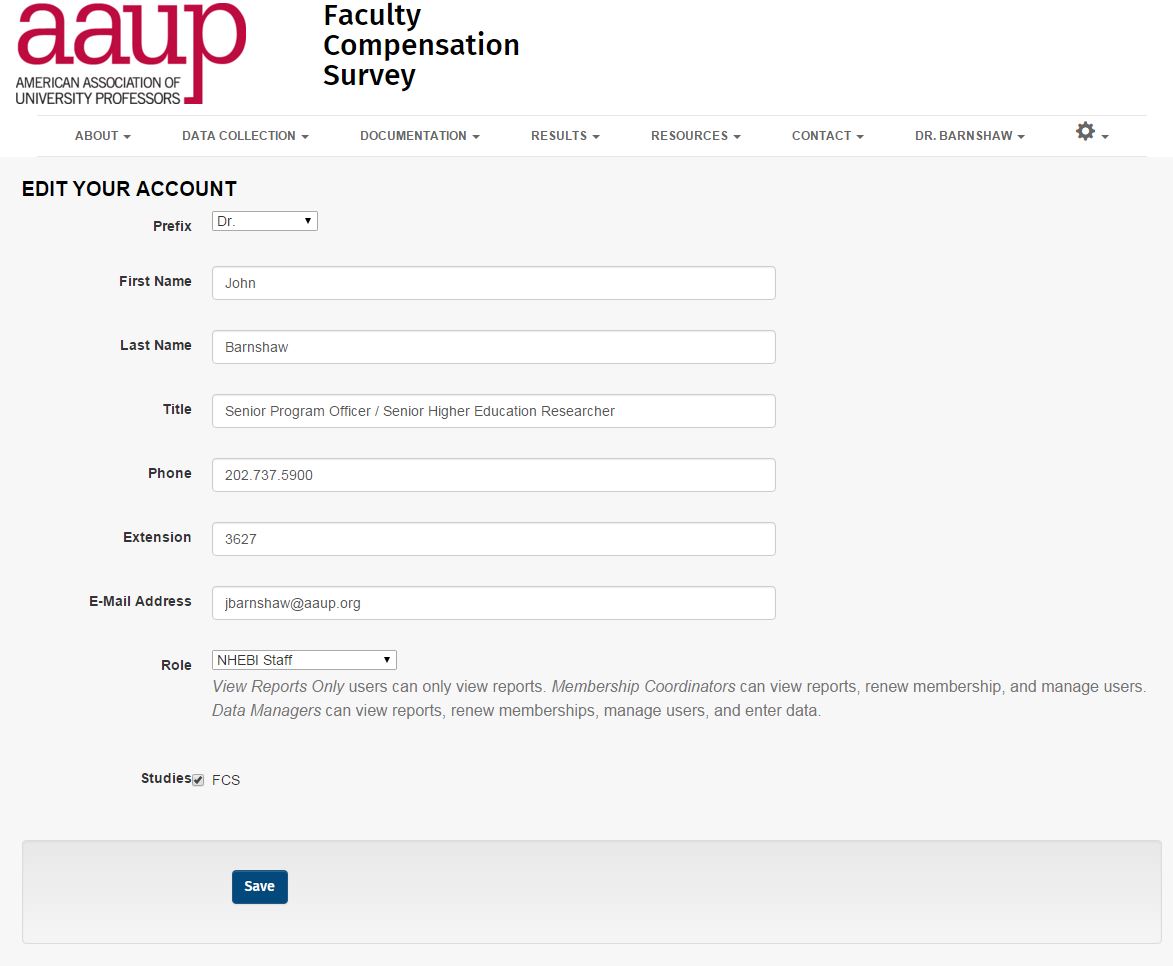 aaup
AMERICAN ASSOCIATION OF
UNIVERSITY PROFESSORS
Faculty
Compensation
Survey
ABOUT DATA COLLECTION DOCUMENTATION RESULTS RESOURCES CONTACT DR. BARNSHAW
EDIT YOUR ACCOUNT
Prefix Dr.
First Name John
Last Name Barnshaw
Title Senior Program Officer / Senior Higher Education Researcher
Phone 202.737.5900
Extension 3627
E-Mail Address jbarnshaw@aaup.org
Role NHEBI Staff
View Reports Only users can only view reports. Membership Coordinators can view reports, renew membership, and manage users.
Data Managers can view reports, renew memberships, manage users, and enter data.
Studies FCS
Save